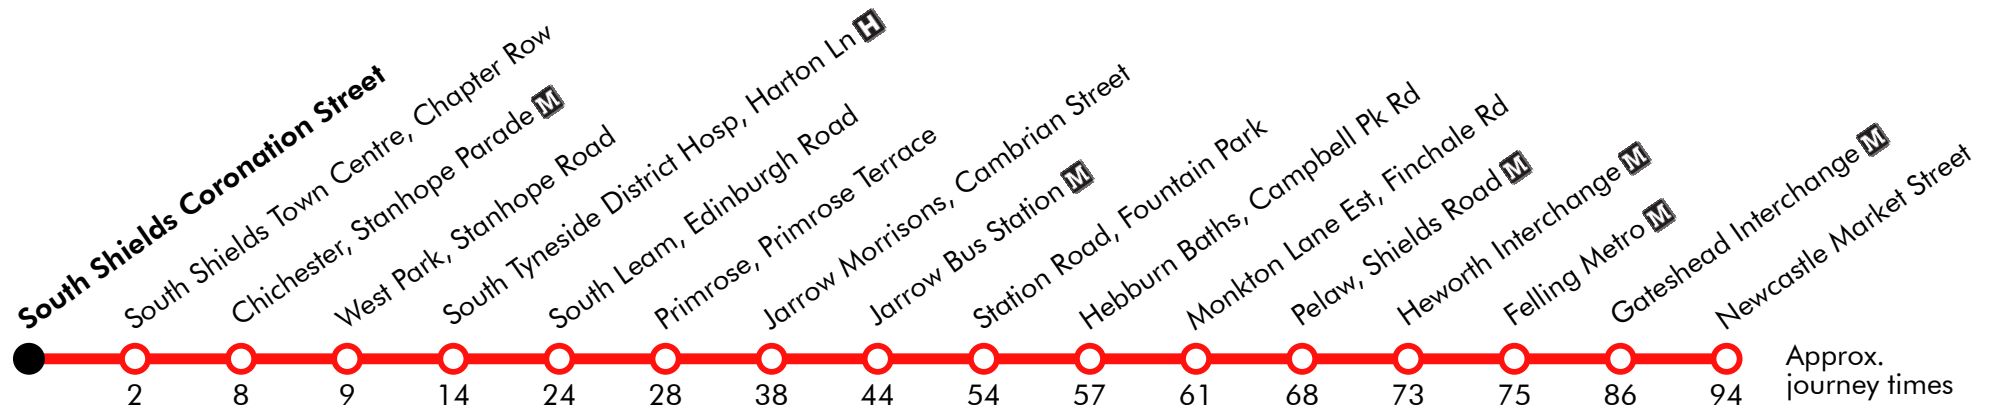 South Shields Coronation Street
South Shields Town Centre, Chapter Row
Chichester, Stanhope Parade M
West Park, Stanhope Road
South Tyneside District Hosp, Harton Ln H
South Leam, Edinburgh Road
Primrose, Primrose Terrace
Jarrow Morrisons, Cambrian Street
Jarrow Bus Station M
Station Road, Fountain Park
Hebburn Baths, Campbell Pk Rd
Monkton Lane Est, Finchale Rd
Pelaw, Shields Road M
Heworth Interchange M
Felling Metro M
Gateshead Interchange M
Newcastle Market Street
2 8 9 14 24 28 38 44 54 57 61 68 73 75 86 94
Approx.
journey times